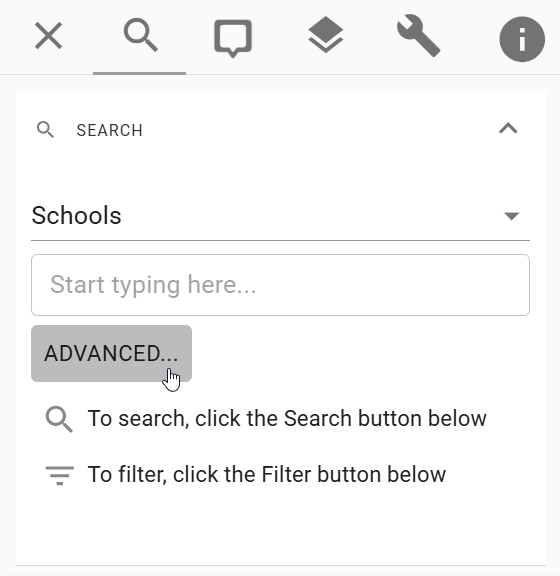 SEARCH
Schools
Start typing here...
ADVANCED...
To search, click the Search button below
To filter, click the Filter button below